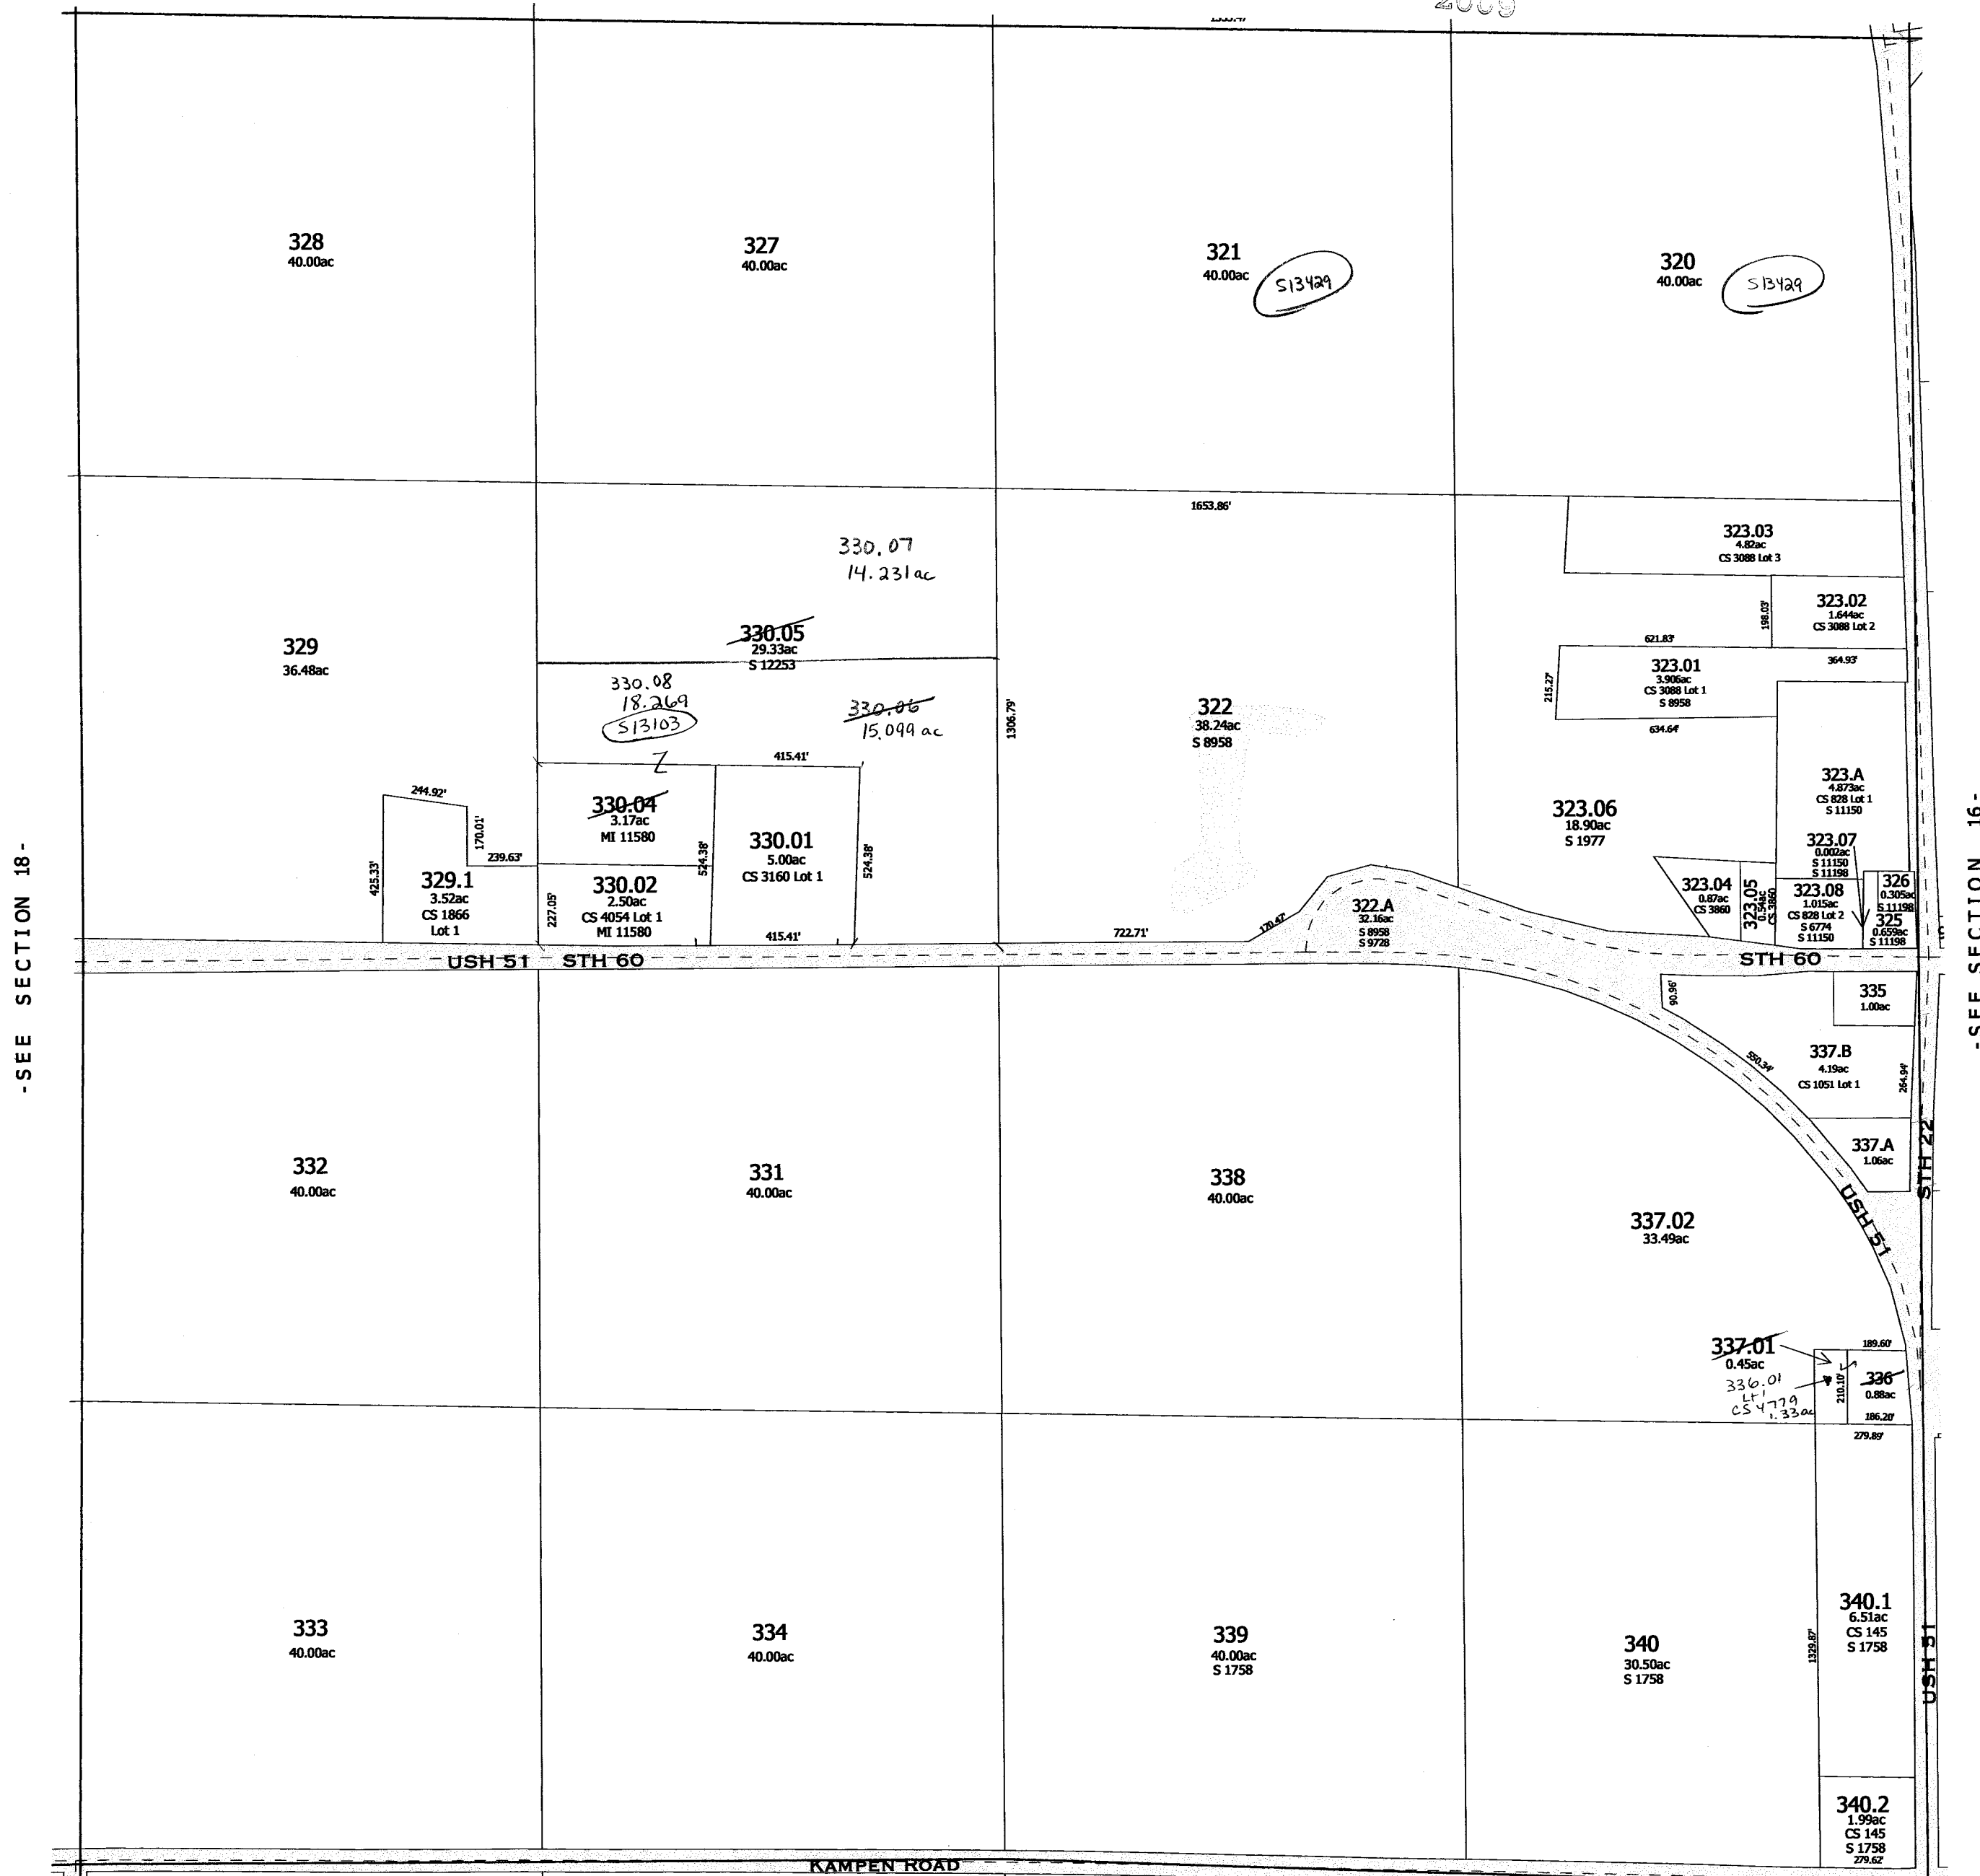 2009
1333.47'
328
40.00ac
327
40.00ac
321
40.00ac
S13429
320
40.00ac
S13429
1653.86'
330.07
14.231ac
330.05
29.33ac
S 12253
329
36.48ac
330.08
18.269
S13103
Z
330.06
15.099 ac
1306.79'
322
38.24ac
S 8958
323.03
4.82ac
CS 3088 Lot 3
323.02
1.644ac
CS 3088 Lot 2
198.03'
621.83'
364.93'
323.01
3.906ac
CS 3088 Lot 1
S 8958
215.27'
634.64'
323.A
4.873ac
CS 828 Lot 1
S 11150
323.06
18.90ac
S 1977
323.07
0.002ac
S 11150
S 11198
323.04
0.87ac
CS 3860
323.05
0.54ac
CS 3860
323.08
1.015ac
CS 828 Lot 2
S 6774
S 11150
326
0.305ac
S 11198
325
0.659ac
S 11198
415.41'
330.04
3.17ac
MI 11580
330.01
5.00ac
CS 3160 Lot 1
524.38'
524.38'
330.02
2.50ac
CS 4054 Lot 1
MI 11580
227.05'
415.41'
244.92'
170.01'
239.63'
425.33'
329.1
3.52ac
CS 1866
Lot 1
722.71'
170.47'
322.A
32.16ac
S 8958
S 9728
USH 51 STH 60
STH 60
-SEE SECTION 18-
-SEE SECTION 16-
90.96'
335
1.00ac
337.B
4.19ac
CS 1051 Lot 1
550.34'
264.94'
337.A
1.06ac
STH 22
USH 51
332
40.00ac
331
40.00ac
338
40.00ac
337.02
33.49ac
337.01
0.45ac
336.01
Lt 1
CS 4779
1.33ac
189.60'
210.10'
336
0.88ac
186.20'
279.89'
333
40.00ac
334
40.00ac
339
40.00ac
S 1758
340
30.50ac
S 1758
1329.87'
340.1
6.51ac
CS 145
S 1758
USH 51
340.2
1.99ac
CS 145
S 1758
279.62'
KAMPEN ROAD